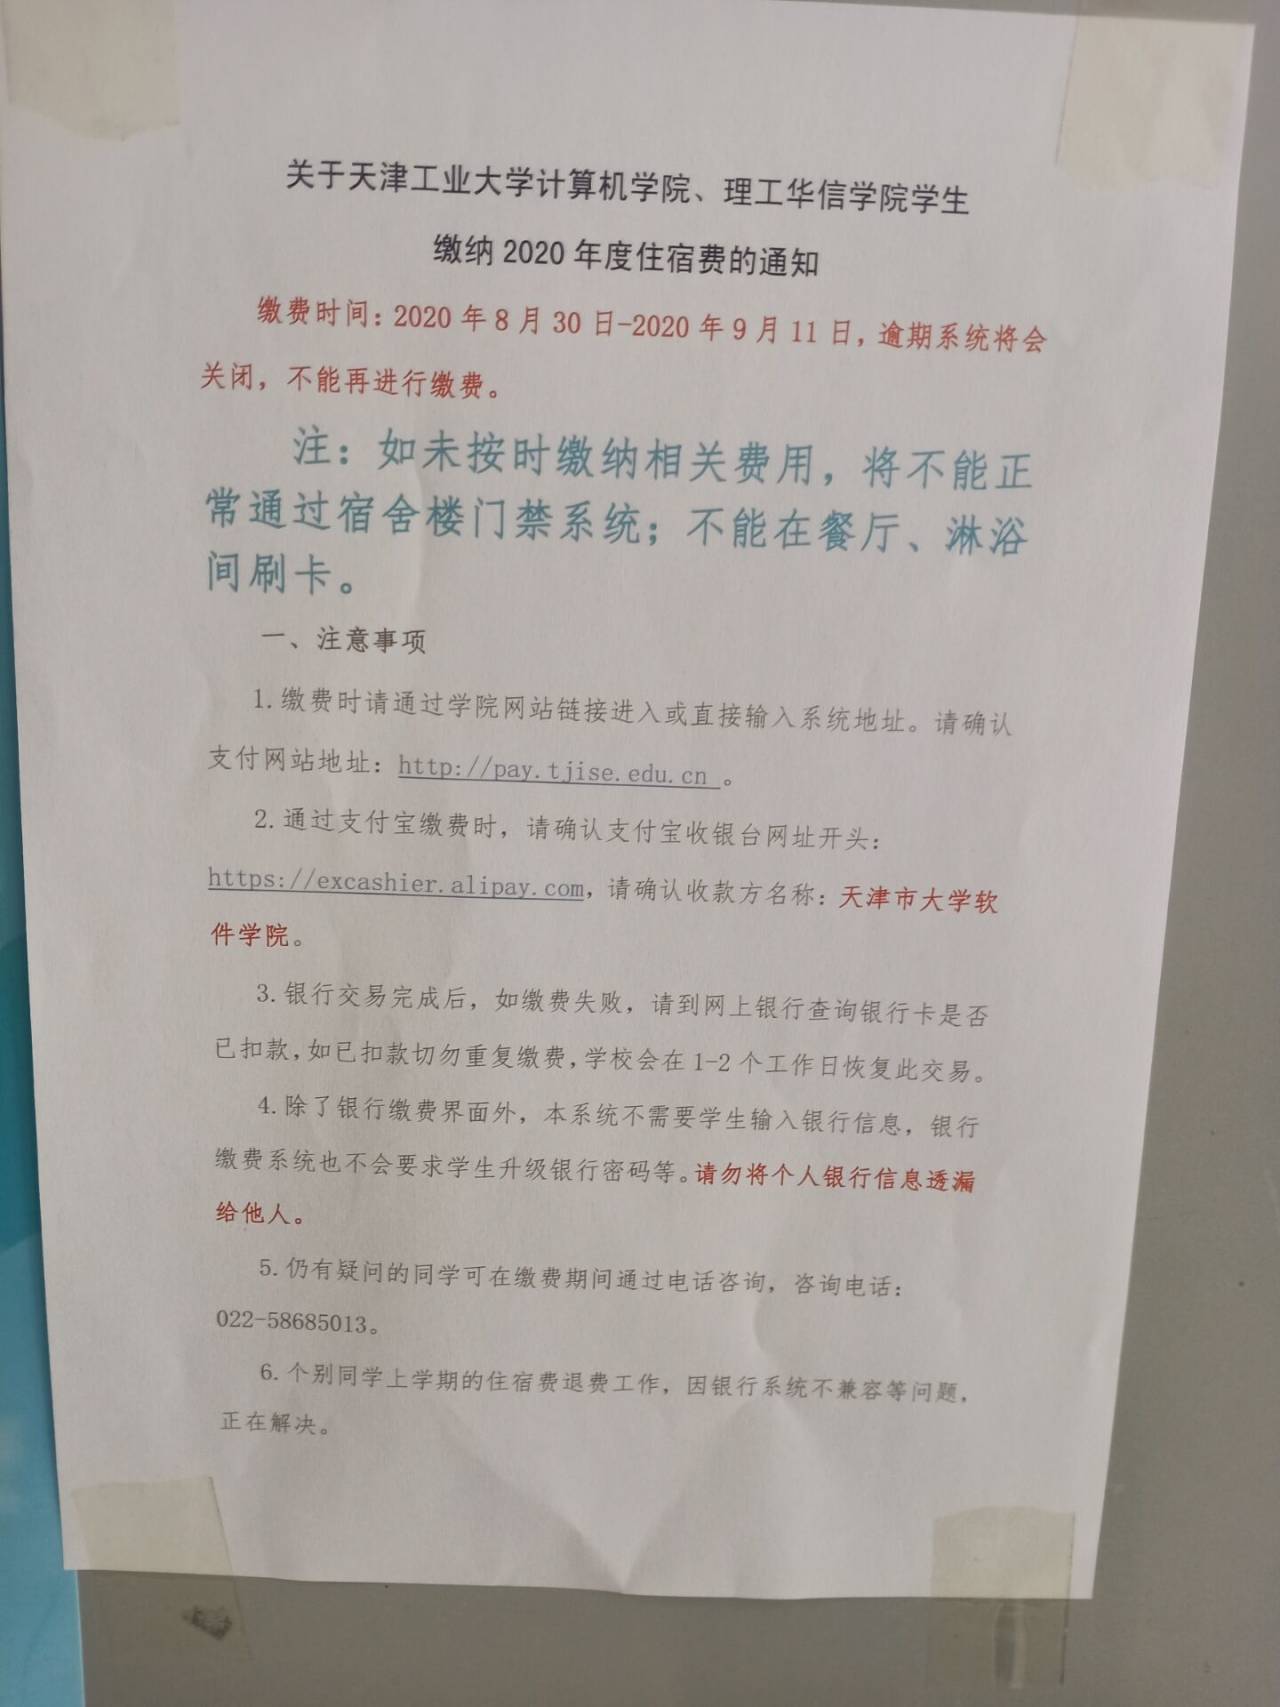 关于天津工业大学计算机学院、理工华信学院学生
缴纳 2020 年度住宿费的通知
缴费时间：2020 年 8 月 30 日-2020 年 9 月 11 日，逾期系统将会
关闭，不能再进行缴费。
注：如未按时缴纳相关费用，将不能正
常通过宿舍楼门禁系统；不能在餐厅、淋浴
间刷卡。
一、注意事项
1.缴费时请通过学院网站链接进入或直接输入系统地址。请确认
支付网站地址：http://pay.tjise.edu.cn 。
2.通过支付宝缴费时，请确认支付宝收银台网址开头：
https://excashier.alipay.com，请确认收款方名称：天津市大学软
件学院。
3.银行交易完成后，如缴费失败，请到网上银行查询银行卡是否
已扣款，如已扣款切勿重复缴费，学校会在 1-2 个工作日恢复此交易。
4.除了银行缴费界面外，本系统不需要学生输入银行信息，银行
缴费系统也不会要求学生升级银行密码等。请勿将个人银行信息透漏
给他人。
5.仍有疑问的同学可在缴费期间通过电话咨询，咨询电话：
022-58685013。
6.个别同学上学期的住宿费退费工作，因银行系统不兼容等问题，
正在解决。